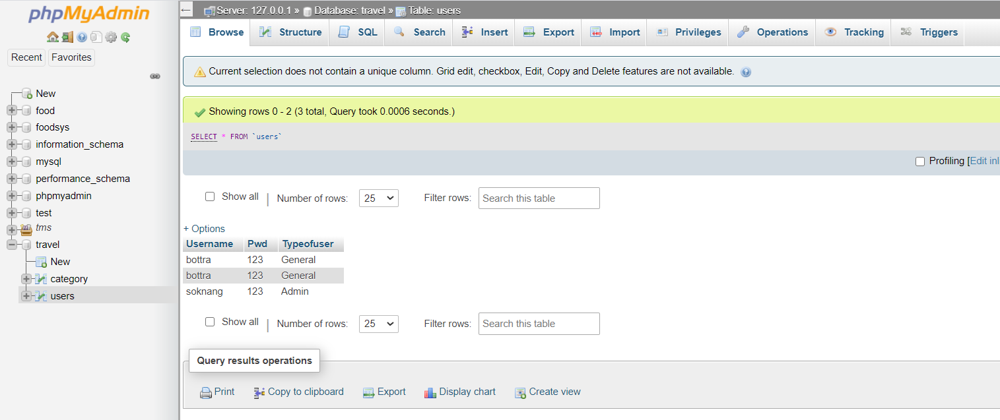 phpMyAdmin
Recent Favorites
New
food
foodsys
information_schema
mysql
performance_schema
phpmyadmin
test
tms
travel
New
category
users
Server: 127.0.0.1 » Database: travel » Table: users
Browse Structure SQL Search Insert Export Import Privileges Operations Tracking Triggers
Current selection does not contain a unique column. Grid edit, checkbox, Edit, Copy and Delete features are not available.
Showing rows 0 - 2 (3 total, Query took 0.0006 seconds.)
SELECT * FROM `users`
Profiling [Edit inl
Show all | Number of rows: 25 Filter rows: Search this table
+ Options
Username Pwd Typeofuser
bottra 123 General
bottra 123 General
soknang 123 Admin
Show all | Number of rows: 25 Filter rows: Search this table
Query results operations
Print Copy to clipboard Export Display chart Create view